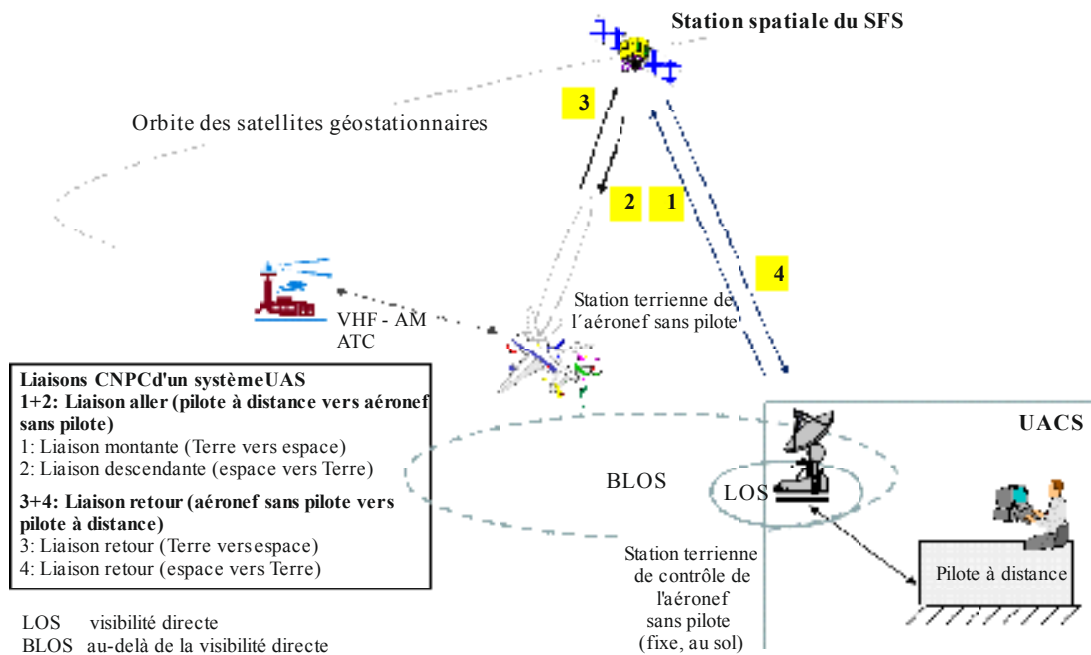 Station spatiale du SFS
3
Orbite des satellites géostationnaires
2
1
4
Station terrienne de
l´aéronef sans pilote
VHF - AM
ATC
Liaisons CNPCd'un systèmeUAS
1+2: Liaison aller (pilote à distance vers aéronef
sans pilote)
1: Liaison montante (Terre vers espace)
2: Liaison descendante (espace vers Terre)
3+4: Liaison retour (aéronef sans pilote vers
pilote à distance)
3: Liaison retour (Terre versespace)
4: Liaison retour (espace vers Terre)
UACS
BLOS
LOS
Station terrienne
de contrôle de
l'aéronef
sans pilote
(fixe, au sol)
Pilote à distance
LOS visibilité directe
BLOS au-delà de la visibilité directe